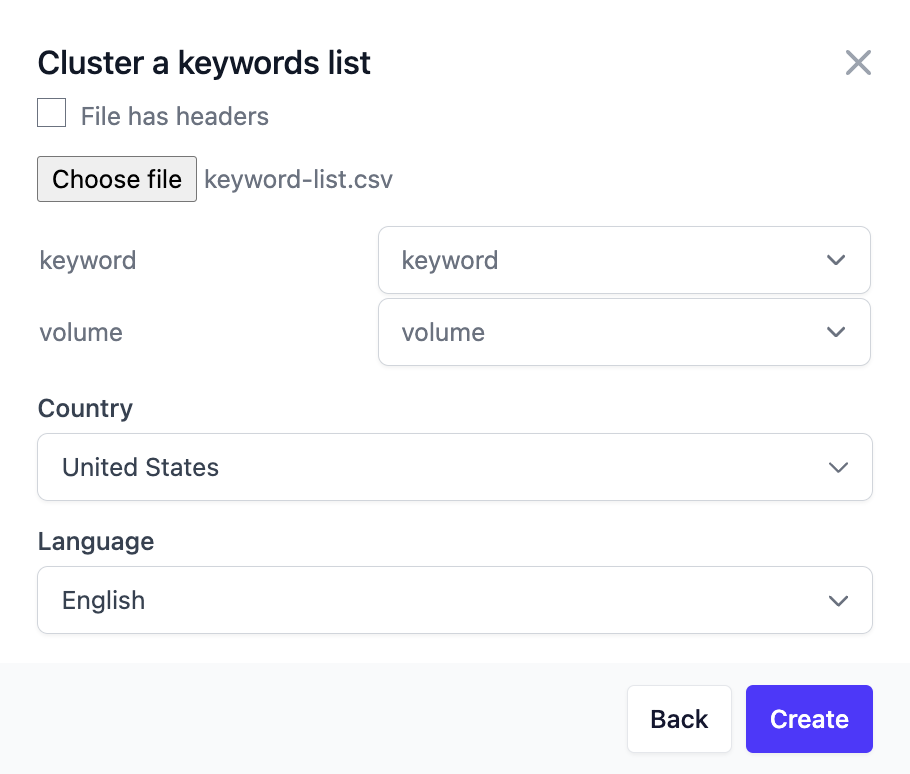 Cluster a keywords list
File has headers
Choose file keyword-list.csv
keyword keyword
volume volume
Country
United States
Language
English
Back Create